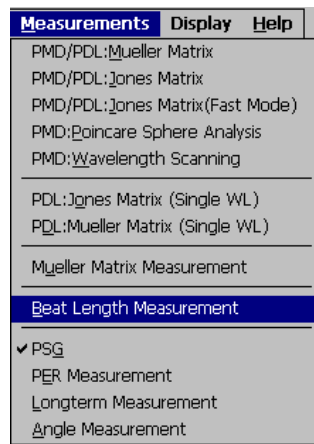 Measurements Display Help
PMD/PDL:Mueller Matrix
PMD/PDL:Jones Matrix
PMD/PDL:Jones Matrix(Fast Mode)
PMD:Poincare Sphere Analysis
PMD:Wavelength Scanning
PDL:Jones Matrix (Single WL)
PDL:Mueller Matrix (Single WL)
Mueller Matrix Measurement
Beat Length Measurement
✔PSG
PER Measurement
Longterm Measurement
Angle Measurement